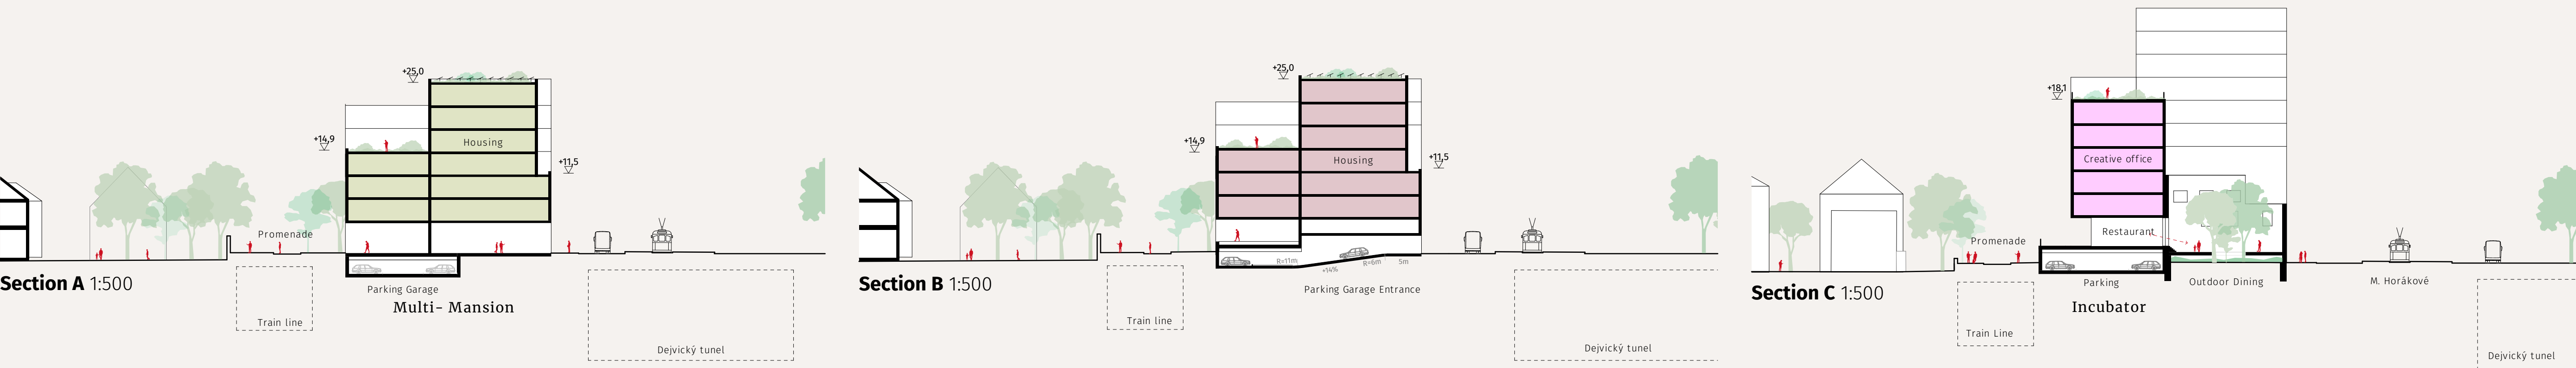 +25,0
+14,9
Housing
+11,5
Promenade
Section A 1:500
Parking Garage
Multi- Mansion
Train line
Dejvický tunel
+25,0
+14,9
Housing
+11,5
R=11m
+14%
R=6m
5m
Section B 1:500
Parking Garage Entrance
Train line
Dejvický tunel
+18,1
Creative office
Restaurant
Promenade
Section C 1:500
Parking
Outdoor Dining
M. Horákové
Incubator
Train Line
Dejvický tunel